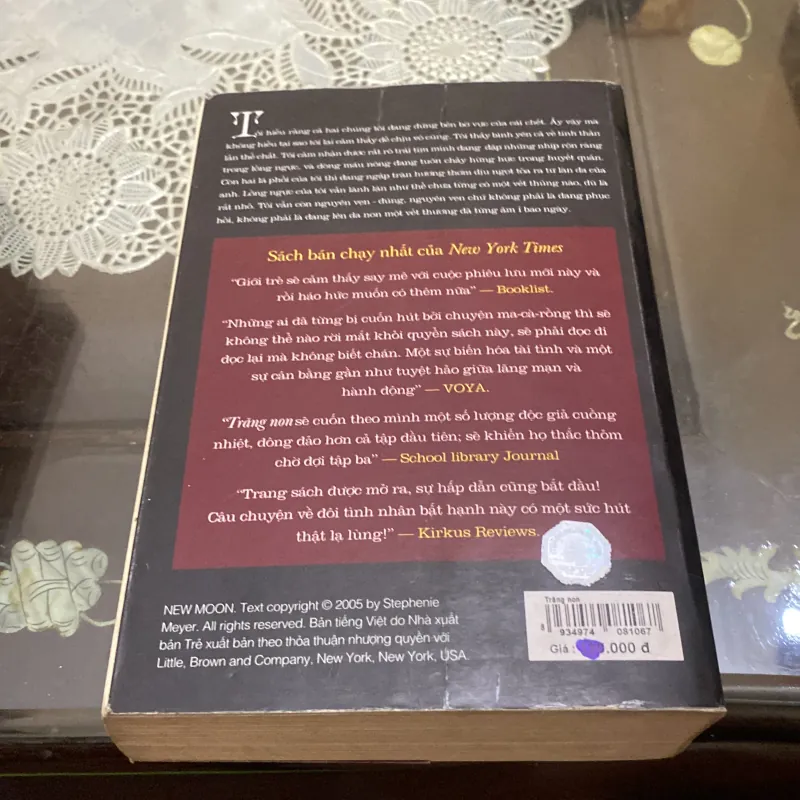 Tôi hiểu rằng cả hai chúng tôi đang đứng bên bờ vực của cái chết. Ấy vậy mà
không hiểu tại sao tôi lại cảm thấy dễ chịu vô cùng. Tôi thấy bình yên cả về tinh thần
lẫn thể chất. Tôi cảm nhận được rất rõ trái tim mình đang đập những nhịp rộn ràng
trong lồng ngực, và dòng máu nóng đang tuôn chảy hừng hực trong huyết quản.
Còn hai lá phổi của tôi thì đang ngập tràn hương thơm dịu ngọt tỏa ra từ làn da của
anh. Lồng ngực của tôi vẫn lành lặn như thể chưa từng có một vết thủng nào, dù là
rất nhỏ. Tôi vẫn còn nguyên vẹn - đúng, nguyên vẹn chứ không phải là đang phục
hồi, không phải là đang lên da non một vết thương đã từng âm ỉ bao ngày.
Sách bán chạy nhất của New York Times
"Giới trẻ sẽ cảm thấy say mê với cuộc phiêu lưu mới này và
rồi háo hức muốn có thêm nữa" — Booklist.
"Những ai đã từng bị cuốn hút bởi chuyện ma-cà-rồng thì sẽ
không thể nào rời mắt khỏi quyển sách này, sẽ phải đọc đi
đọc lại mà không biết chán. Một sự biến hóa tài tình và một
sự cân bằng gần như tuyệt hảo giữa lãng mạn và
hành động" — VOYA.
"Trăng non sẽ cuốn theo mình một số lượng độc giả cuồng
nhiệt, đông đảo hơn cả tập đầu tiên; sẽ khiến họ thắc thỏm
chờ đợi tập ba" — School library Journal
"Trang sách được mở ra, sự hấp dẫn cũng bắt đầu!
Câu chuyện về đôi tình nhân bất hạnh này có một sức hút
thật lạ lùng!" — Kirkus Reviews.
NEW MOON. Text copyright © 2005 by Stephenie
Meyer. All rights reserved. Bản tiếng Việt do Nhà xuất
bản Trẻ xuất bản theo thỏa thuận nhượng quyền với
Little, Brown and Company, New York, New York, USA.
Trăng non
8 934974 081067
Giá : .000 đ